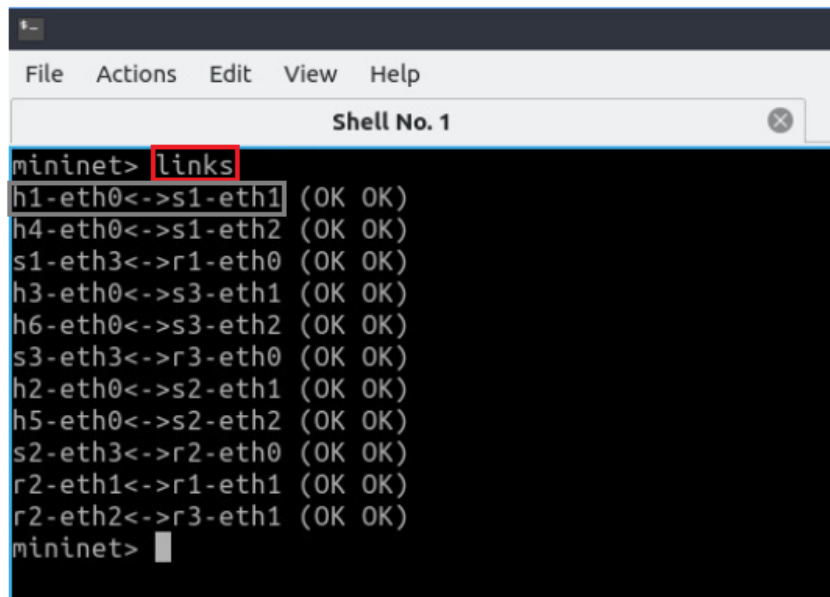 $_
File Actions Edit View Help
Shell No. 1
mininet> links
h1-eth0<->s1-eth1 (OK OK)
h4-eth0<->s1-eth2 (OK OK)
s1-eth3<->r1-eth0 (OK OK)
h3-eth0<->s3-eth1 (OK OK)
h6-eth0<->s3-eth2 (OK OK)
s3-eth3<->r3-eth0 (OK OK)
h2-eth0<->s2-eth1 (OK OK)
h5-eth0<->s2-eth2 (OK OK)
s2-eth3<->r2-eth0 (OK OK)
r2-eth1<->r1-eth1 (OK OK)
r2-eth2<->r3-eth1 (OK OK)
mininet>